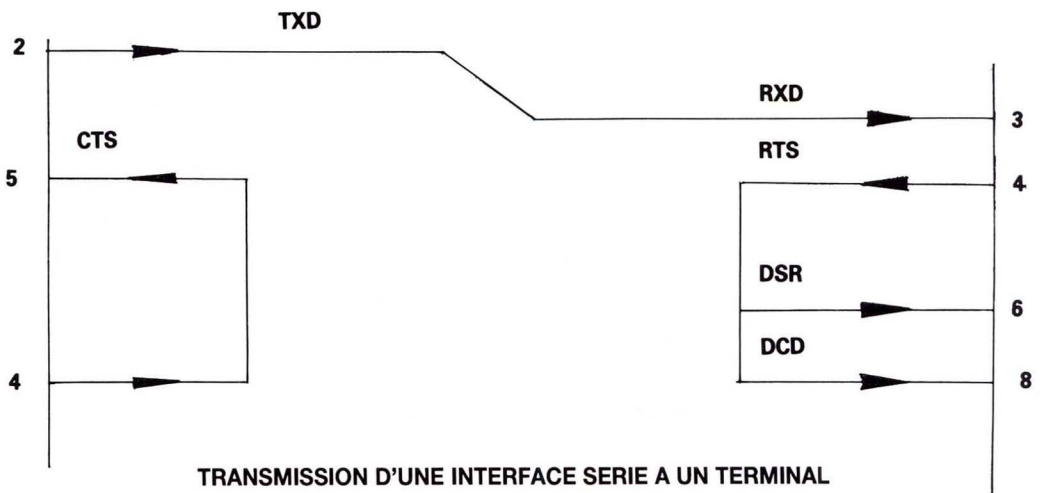 TXD
2
RXD
3
CTS
RTS
5
4
DSR
6
DCD
4
8
TRANSMISSION D'UNE INTERFACE SERIE A UN TERMINAL